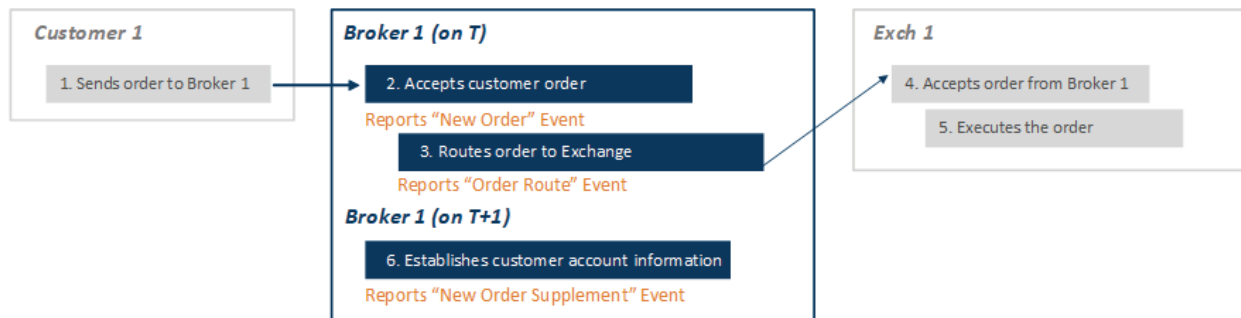 Customer 1
1. Sends order to Broker 1
Broker 1 (on T)
2. Accepts customer order
Reports “New Order” Event
3. Routes order to Exchange
Reports “Order Route” Event
Broker 1 (on T+1)
6. Establishes customer account information
Reports “New Order Supplement” Event
Exch 1
4. Accepts order from Broker 1
5. Executes the order